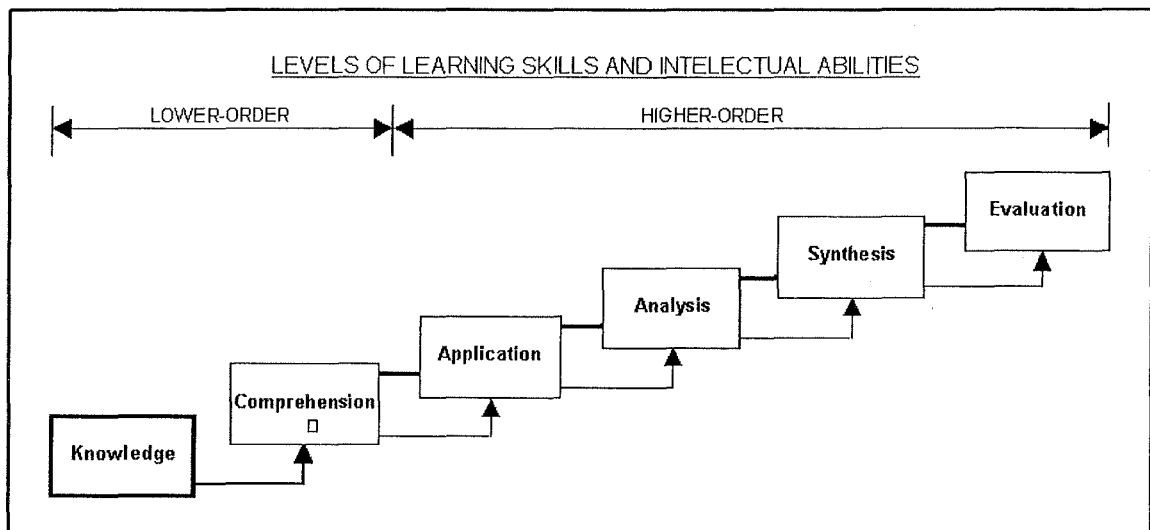 LEVELS OF LEARNING SKILLS AND INTELECTUAL ABILITIES
LOWER-ORDER
HIGHER-ORDER
Evaluation
Synthesis
Analysis
Application
Comprehension
Knowledge